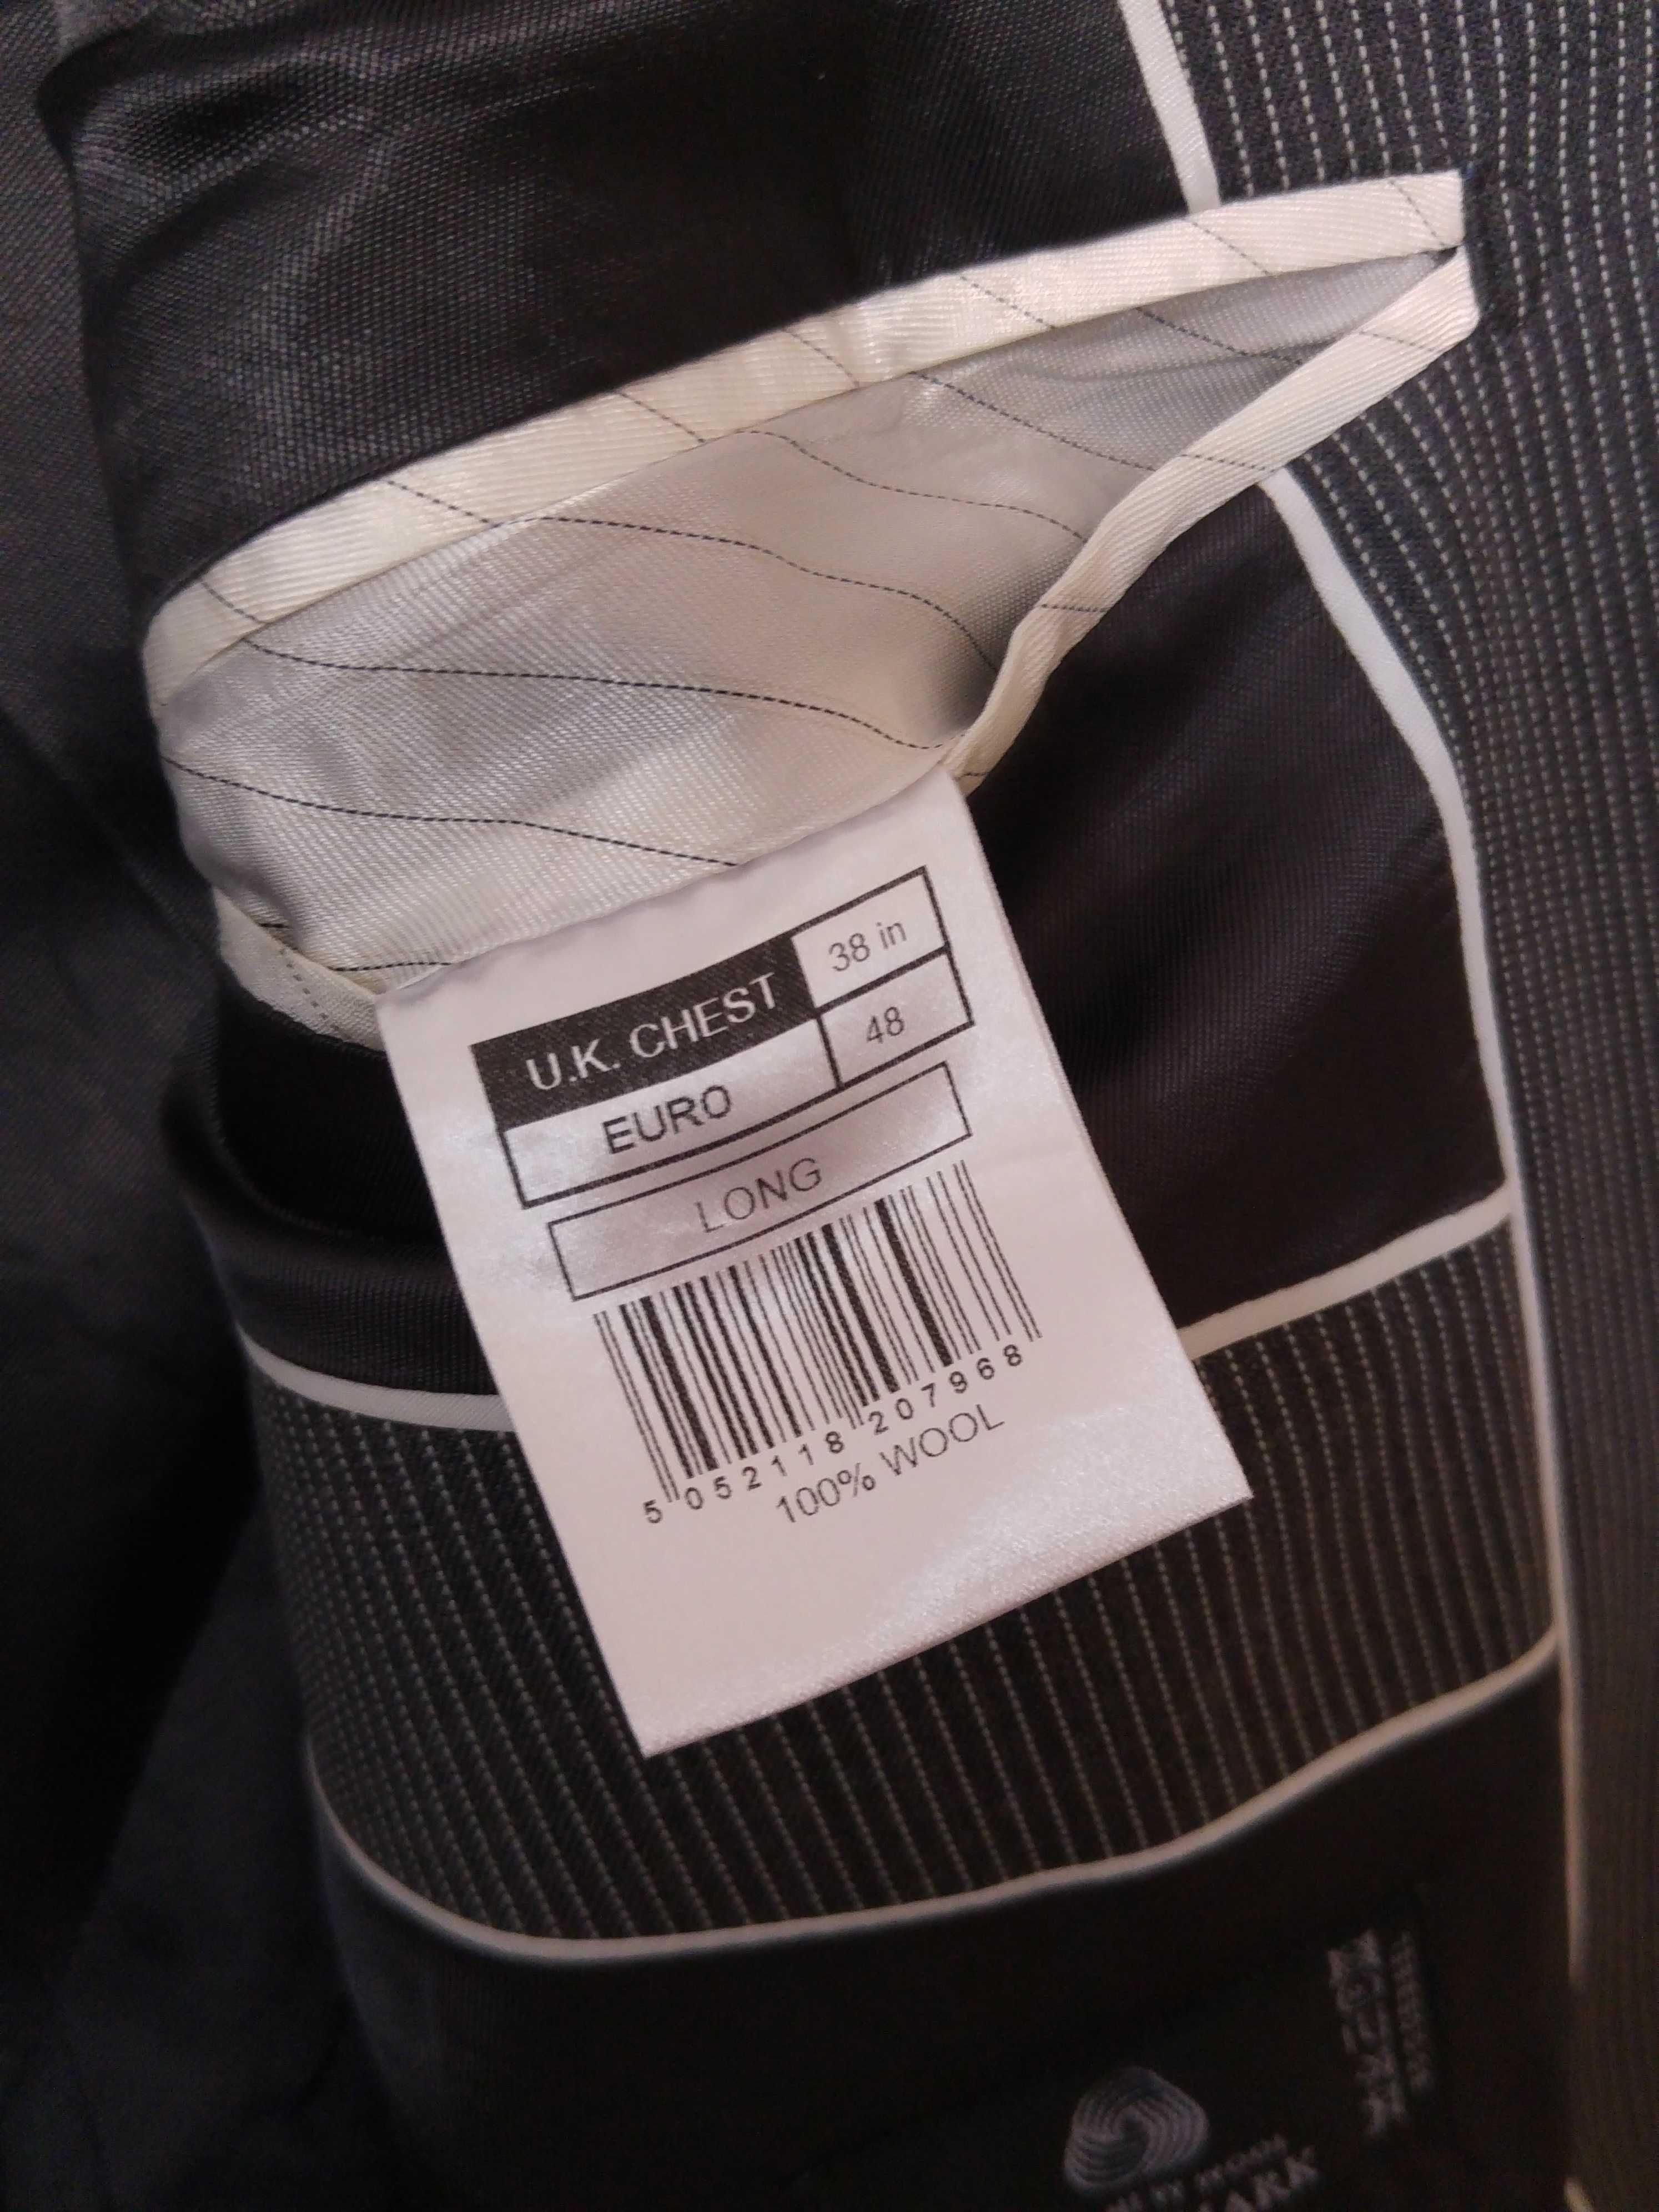 U.K. CHEST 38 in
EURO 48
LONG
5 052118 207968
100% WOOL